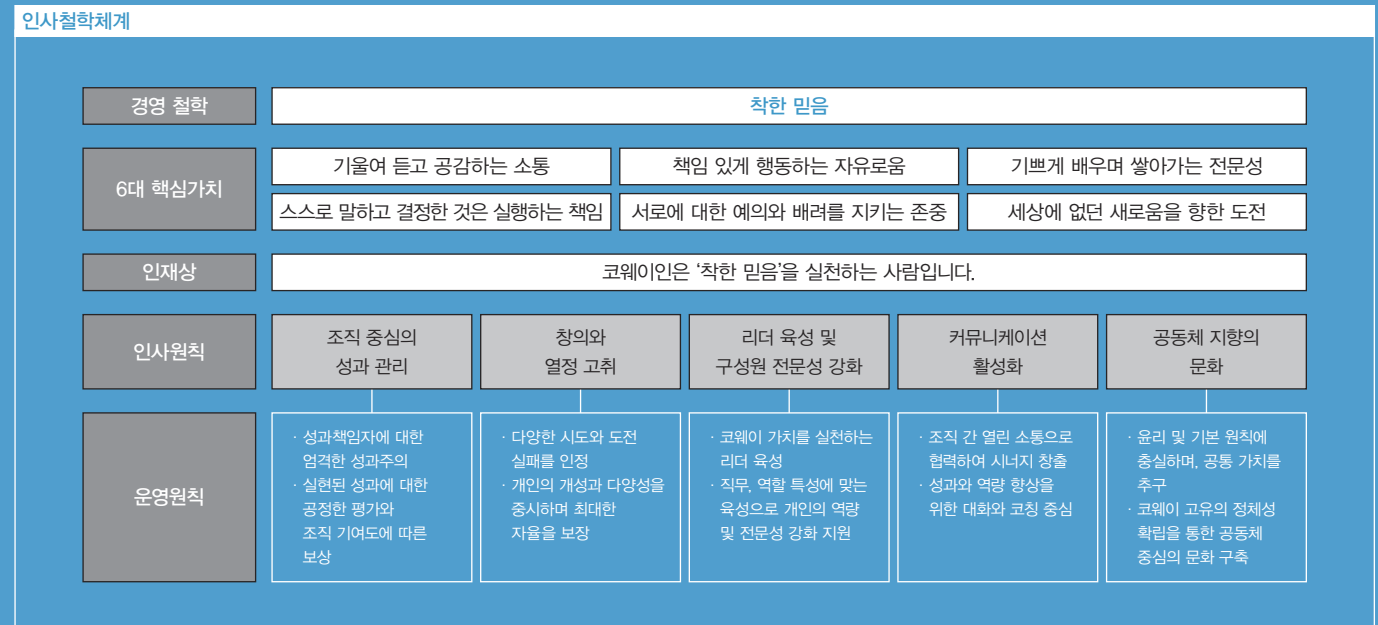 인사철학체계
경영 철학
착한 믿음
6대 핵심가치
기울여 듣고 공감하는 소통
책임 있게 행동하는 자유로움
기쁘게 배우며 쌓아가는 전문성
스스로 말하고 결정한 것은 실행하는 책임
서로에 대한 예의와 배려를 지키는 존중
세상에 없던 새로움을 향한 도전
인재상
코웨이인은 ‘착한 믿음’을 실천하는 사람입니다.
인사원칙
조직 중심의
성과 관리
창의와
열정 고취
리더 육성 및
구성원 전문성 강화
커뮤니케이션
활성화
공동체 지향의
문화
운영원칙
· 성과책임자에 대한
엄격한 성과주의
· 실현된 성과에 대한
공정한 평가와
조직 기여도에 따른
보상
· 다양한 시도와 도전
실패를 인정
· 개인의 개성과 다양성을
중시하며 최대한
자율을 보장
· 코웨이 가치를 실천하는
리더 육성
· 직무, 역할 특성에 맞는
육성으로 개인의 역량
및 전문성 강화 지원
· 조직 간 열린 소통으로
협력하여 시너지 창출
· 성과와 역량 향상을
위한 대화와 코칭 중심
· 윤리 및 기본 원칙에
충실하며, 공통 가치를
추구
· 코웨이 고유의 정체성
확립을 통한 공동체
중심의 문화 구축